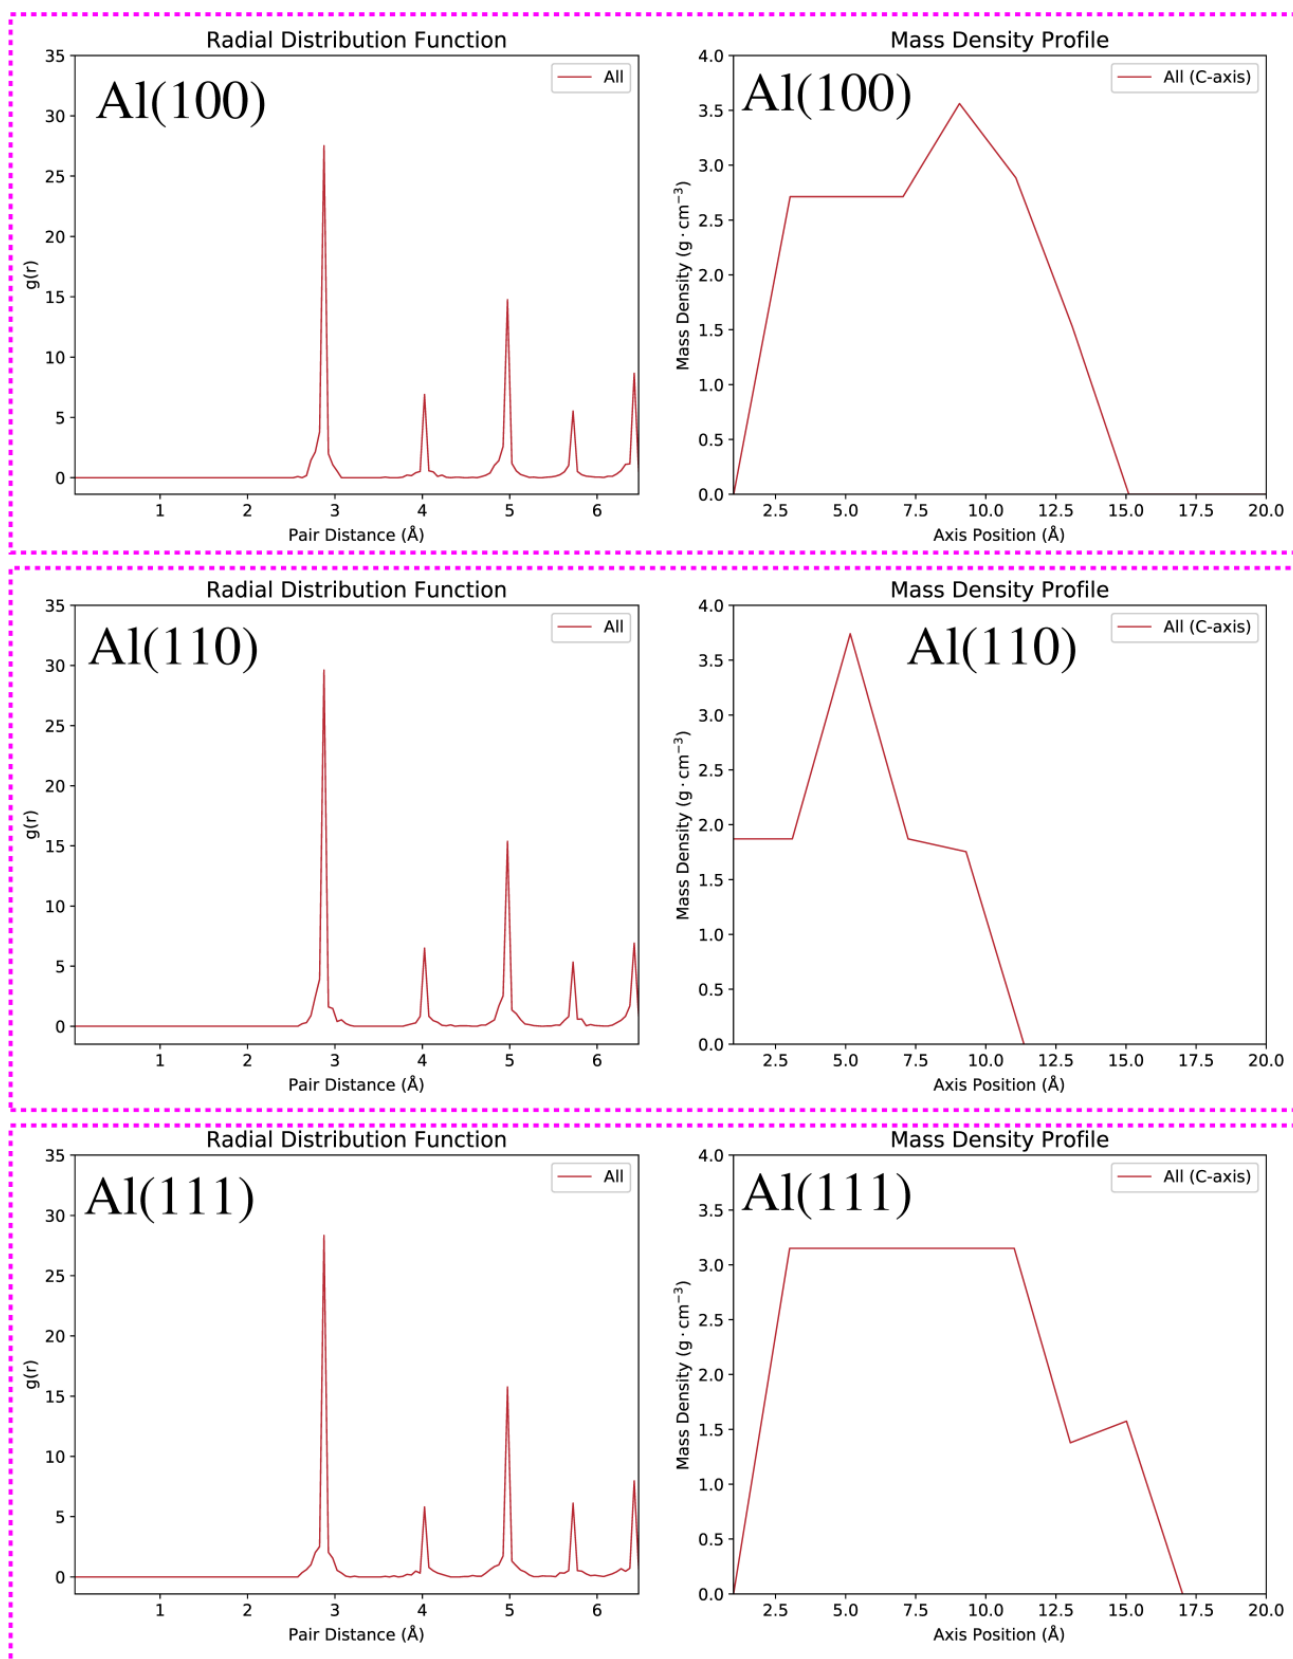 Radial Distribution Function
35
30
25
20
15
10
5
0
g(r)
Al(100)
All
1 2 3 4 5 6
Pair Distance (Å)
Mass Density Profile
4.0
3.5
3.0
2.5
2.0
1.5
1.0
0.5
0.0
Mass Density (g · cm⁻³)
Al(100)
All (C-axis)
2.5 5.0 7.5 10.0 12.5 15.0 17.5 20.0
Axis Position (Å)
Radial Distribution Function
35
30
25
20
15
10
5
0
g(r)
Al(110)
All
1 2 3 4 5 6
Pair Distance (Å)
Mass Density Profile
4.0
3.5
3.0
2.5
2.0
1.5
1.0
0.5
0.0
Mass Density (g · cm⁻³)
Al(110)
All (C-axis)
2.5 5.0 7.5 10.0 12.5 15.0 17.5 20.0
Axis Position (Å)
Radial Distribution Function
35
30
25
20
15
10
5
0
g(r)
Al(111)
All
1 2 3 4 5 6
Pair Distance (Å)
Mass Density Profile
4.0
3.5
3.0
2.5
2.0
1.5
1.0
0.5
0.0
Mass Density (g · cm⁻³)
Al(111)
All (C-axis)
2.5 5.0 7.5 10.0 12.5 15.0 17.5 20.0
Axis Position (Å)